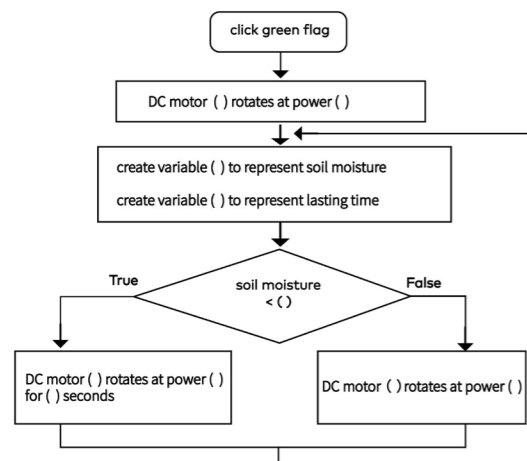 click green flag
DC motor ( ) rotates at power ( )
create variable ( ) to represent soil moisture
create variable ( ) to represent lasting time
soil moisture
< ( )
True
False
DC motor ( ) rotates at power ( )
for ( ) seconds
DC motor ( ) rotates at power ( )